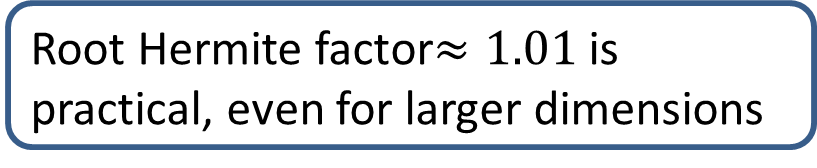 Root Hermite factor≈ 1.01 is
practical, even for larger dimensions